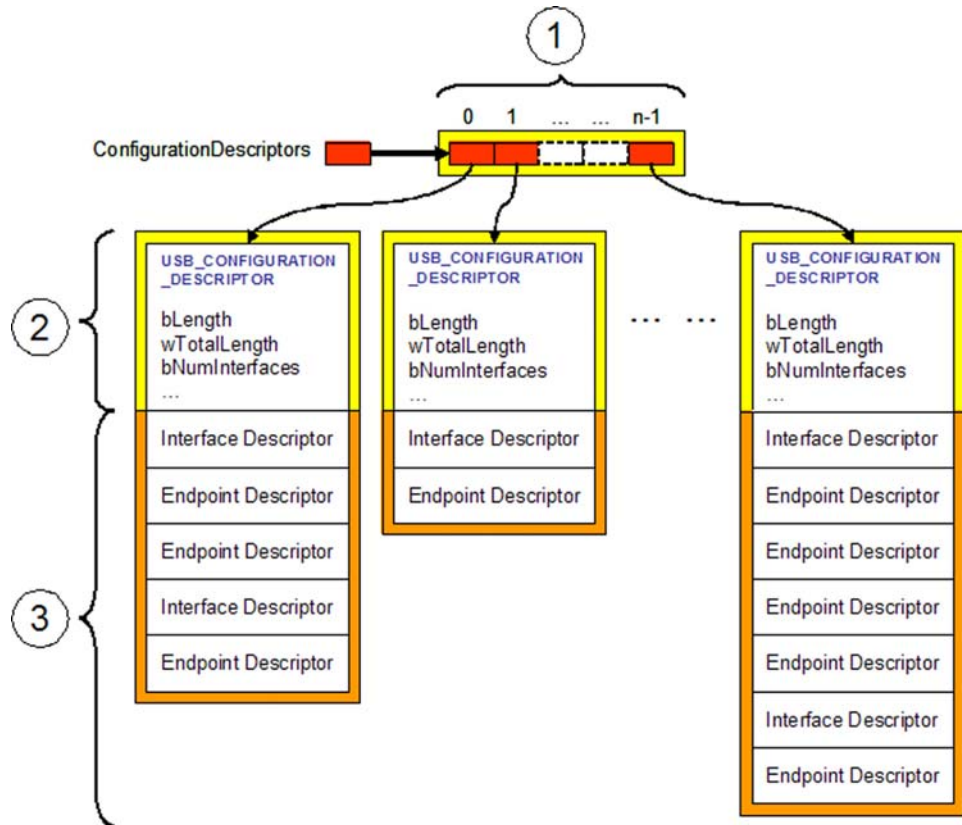 1
0 1 ... ... n-1
ConfigurationDescriptors
2
USB_CONFIGURATION
_DESCRIPTOR
bLength
wTotalLength
bNumInterfaces
...
USB_CONFIGURATION
_DESCRIPTOR
bLength
wTotalLength
bNumInterfaces
...
... ...
USB_CONFIGURATION
_DESCRIPTOR
bLength
wTotalLength
bNumInterfaces
...
3
Interface Descriptor
Endpoint Descriptor
Endpoint Descriptor
Interface Descriptor
Endpoint Descriptor
Interface Descriptor
Endpoint Descriptor
Interface Descriptor
Endpoint Descriptor
Endpoint Descriptor
Endpoint Descriptor
Endpoint Descriptor
Interface Descriptor
Endpoint Descriptor